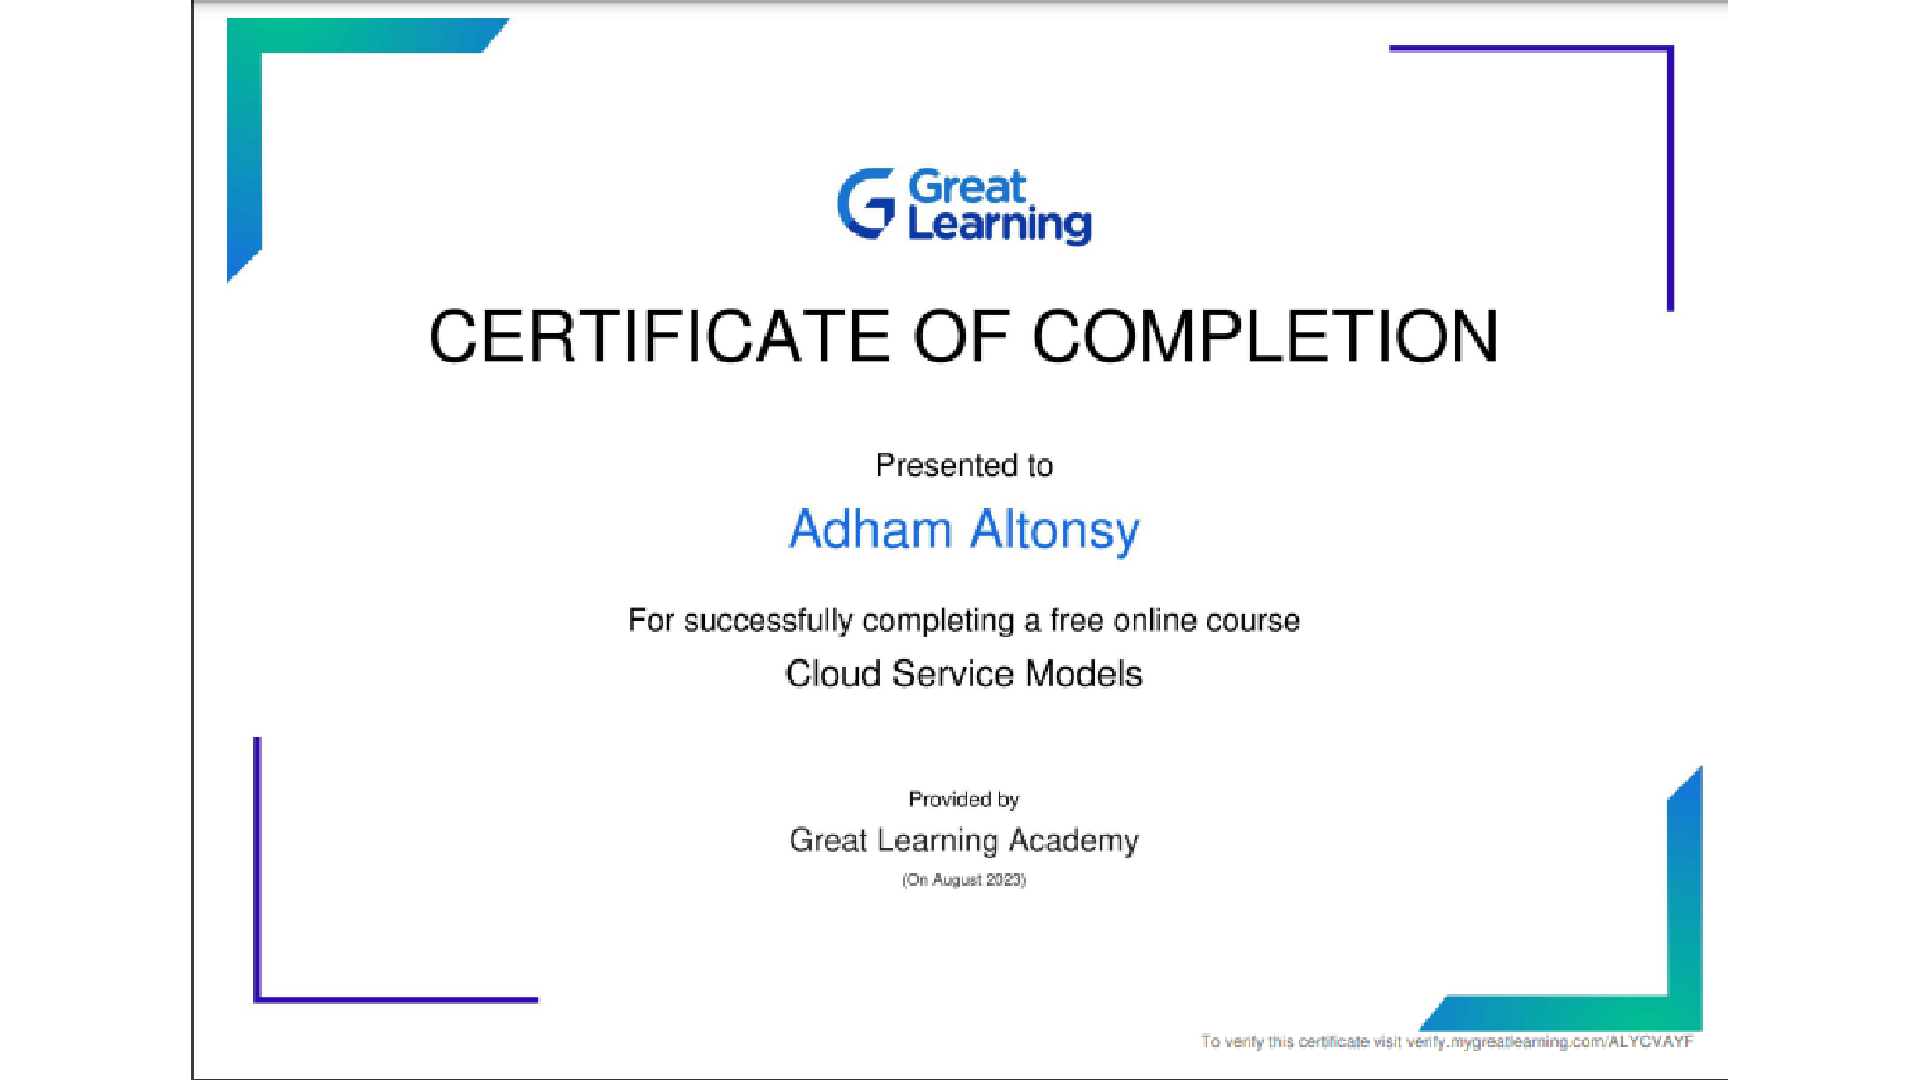 Great
Learning
CERTIFICATE OF COMPLETION
Presented to
Adham Altonsy
For successfully completing a free online course
Cloud Service Models
Provided by
Great Learning Academy
(On August 2023)
To verify this certificate visit verify.mygreatlearning.com/ALYCVAYF